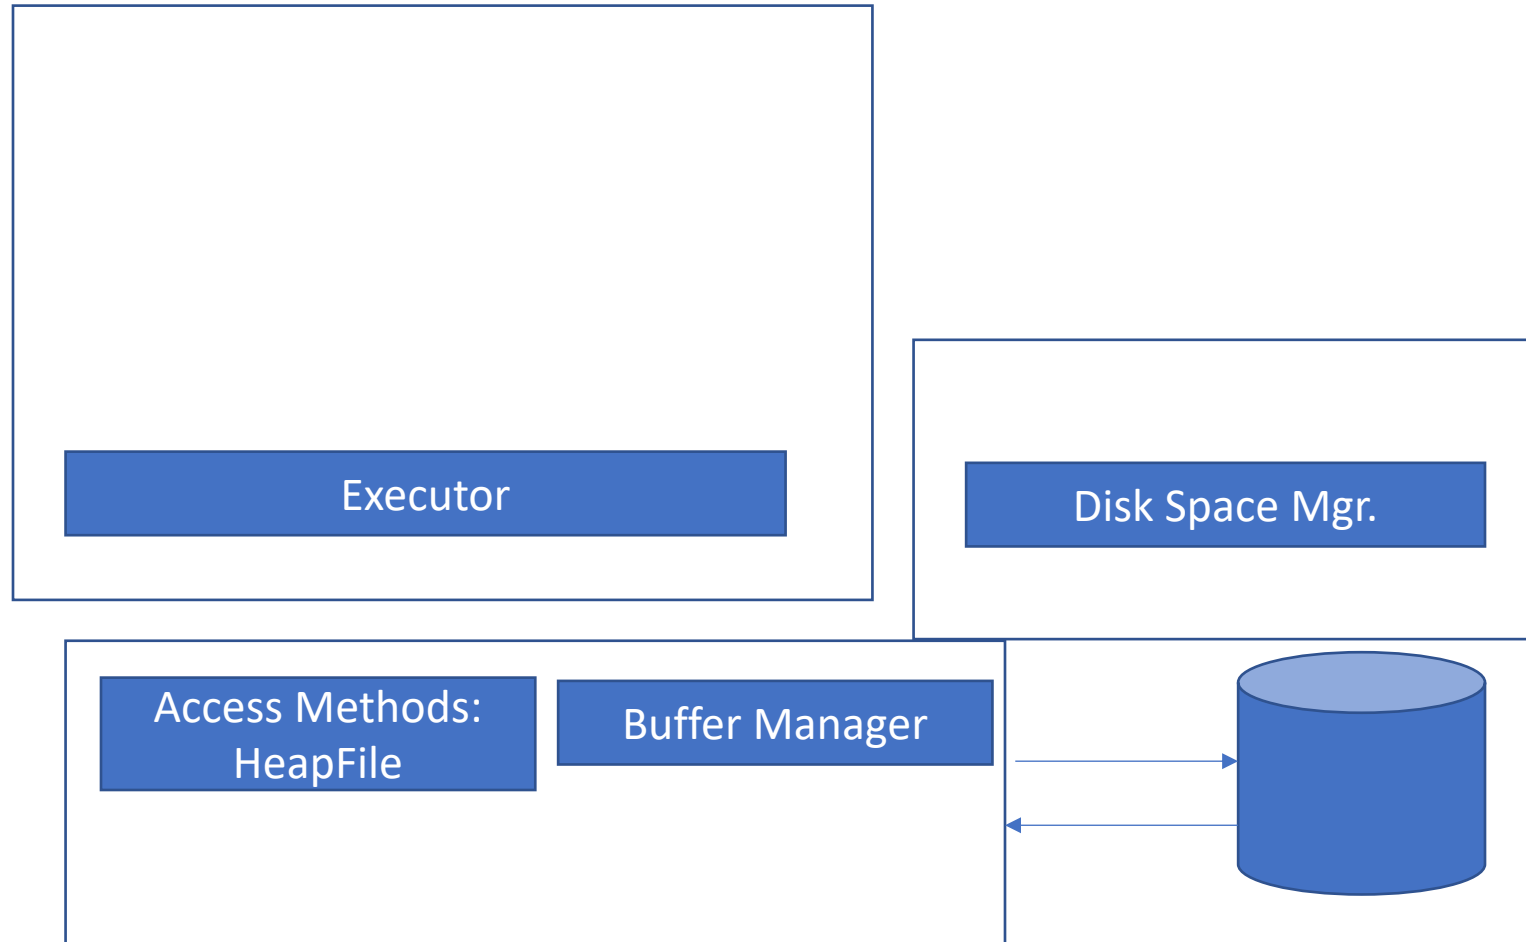 Executor
Disk Space Mgr.
Access Methods:
HeapFile
Buffer Manager